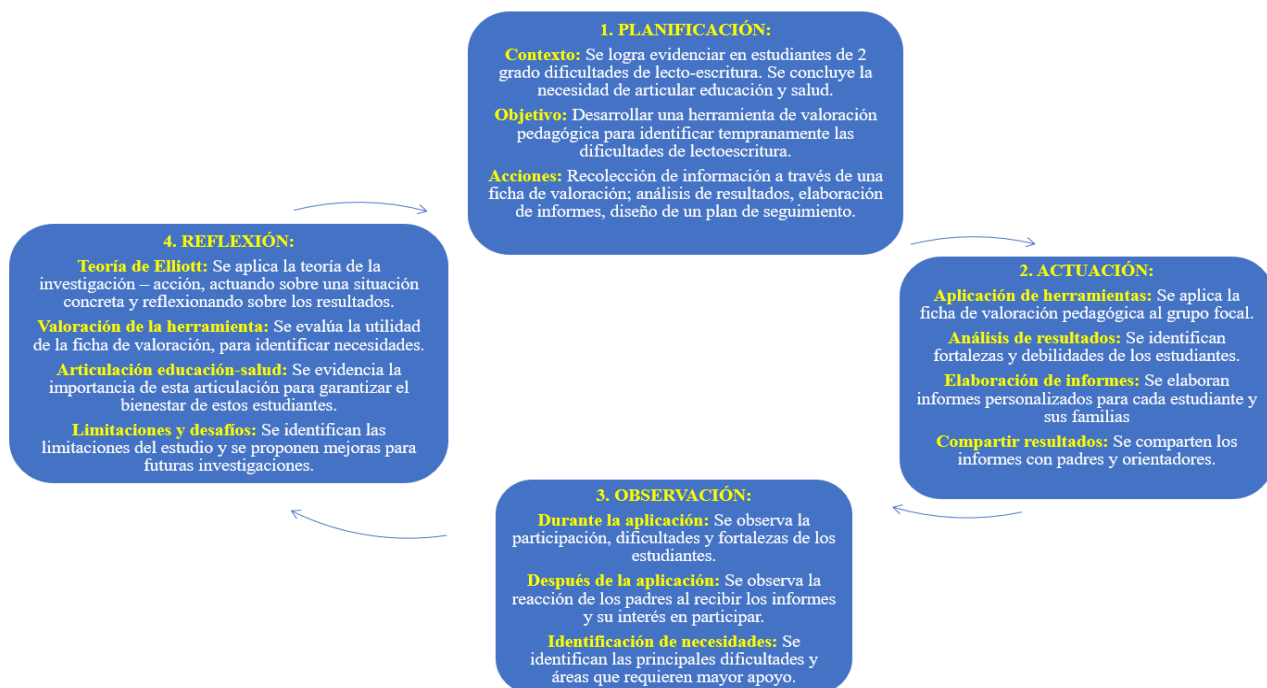 1. PLANIFICACIÓN:
Contexto: Se logra evidenciar en estudiantes de 2
grado dificultades de lecto-escritura. Se concluye la
necesidad de articular educación y salud.
Objetivo: Desarrollar una herramienta de valoración
pedagógica para identificar tempranamente las
dificultades de lectoescritura.
Acciones: Recolección de información a través de una
ficha de valoración; análisis de resultados, elaboración
de informes, diseño de un plan de seguimiento.
2. ACTUACIÓN:
Aplicación de herramientas: Se aplica la
ficha de valoración pedagógica al grupo focal.
Análisis de resultados: Se identifican
fortalezas y debilidades de los estudiantes.
Elaboración de informes: Se elaboran
informes personalizados para cada estudiante y
sus familias
Compartir resultados: Se comparten los
informes con padres y orientadores.
3. OBSERVACIÓN:
Durante la aplicación: Se observa la
participación, dificultades y fortalezas de los
estudiantes.
Después de la aplicación: Se observa la
reacción de los padres al recibir los informes
y su interés en participar.
Identificación de necesidades: Se
identifican las principales dificultades y
áreas que requieren mayor apoyo.
4. REFLEXIÓN:
Teoría de Elliott: Se aplica la teoría de la
investigación – acción, actuando sobre una situación
concreta y reflexionando sobre los resultados.
Valoración de la herramienta: Se evalúa la utilidad
de la ficha de valoración, para identificar necesidades.
Articulación educación-salud: Se evidencia la
importancia de esta articulación para garantizar el
bienestar de estos estudiantes.
Limitaciones y desafíos: Se identifican las
limitaciones del estudio y se proponen mejoras para
futuras investigaciones.